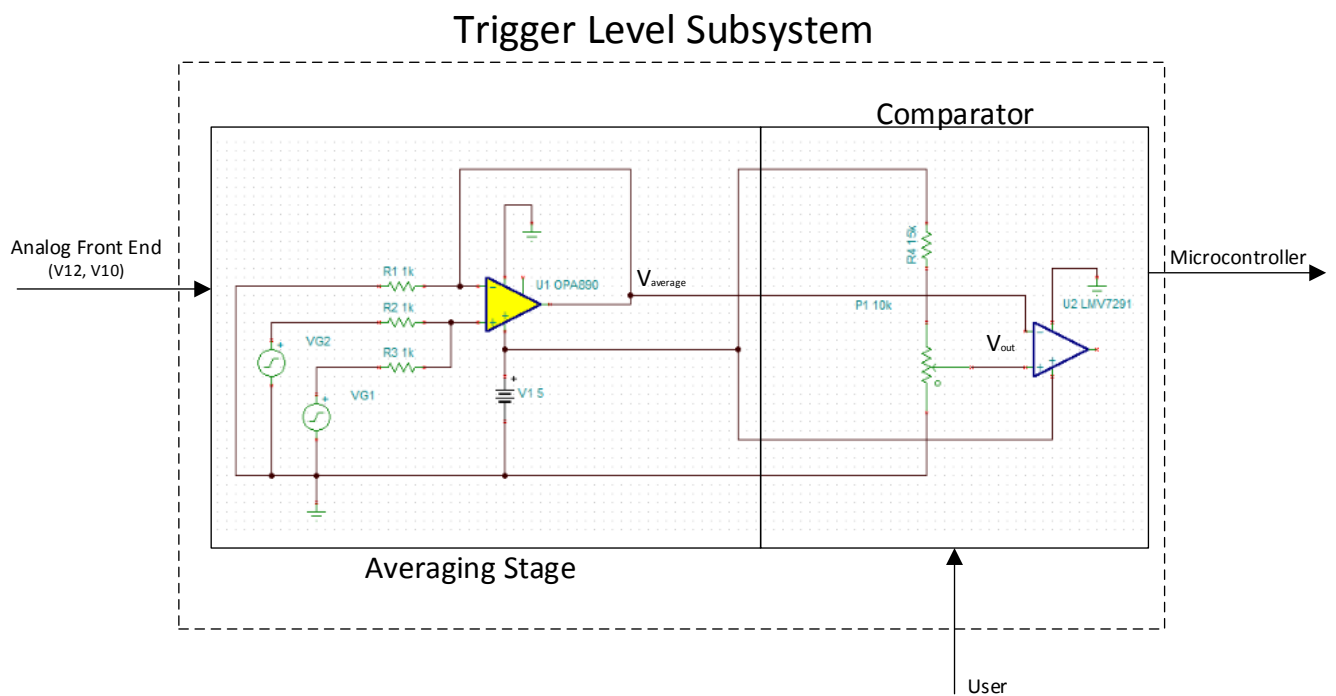 Trigger Level Subsystem
Comparator
Analog Front End
(V12, V10)
Microcontroller
R1 1k
R2 1k
R3 1k
VG2
VG1
U1 OPA890
V1 5
Vaverage
R4 15k
P1 10k
U2 LMV7291
Vout
Averaging Stage
User